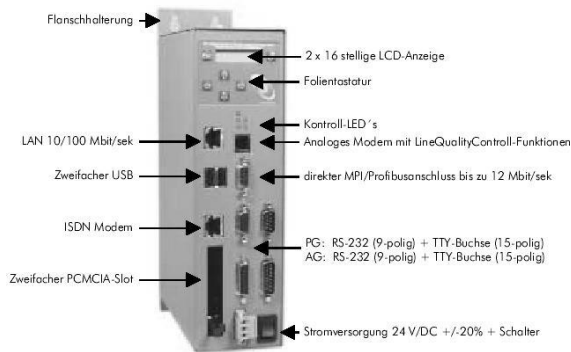 Flanschhalterung
2 x 16 stellige LCD-Anzeige
Folientastatur
Kontroll-LED´s
LAN 10/100 Mbit/sek
Analoges Modem mit LineQualityControll-Funktionen
Zweifacher USB
direkter MPI/Profibusanschluss bis zu 12 Mbit/sek
ISDN Modem
PG: RS-232 (9-polig) + TTY-Buchse (15-polig)
AG: RS-232 (9-polig) + TTY-Buchse (15-polig)
Zweifacher PCMCIA-Slot
Stromversorgung 24 V/DC +/-20% + Schalter